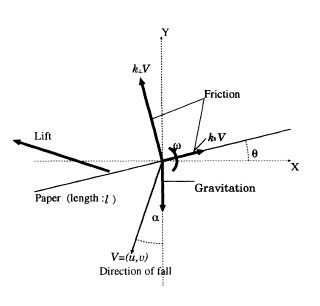 Y
k⊥V
Friction
Lift
ω
k∥V
θ
X
Paper (length : l )
Gravitation
α
V=(u,υ)
Direction of fall